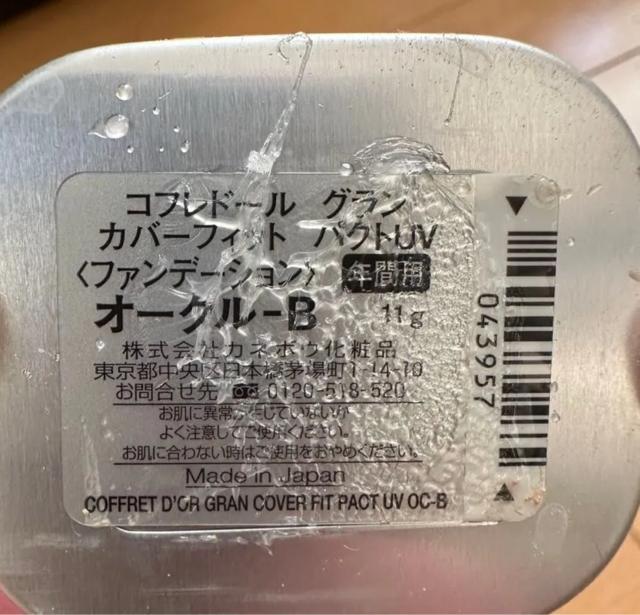 コフレドール グラン
カバーフィット パクトUV
〈ファンデーション〉 年間用
オークル-B 11g
株式会社カネボウ化粧品
東京都中央区日本橋茅場町1-14-10
お問合せ先 0120-518-520
お肌に異常が生じていないか
よく注意してご使用ください。
お肌に合わない時はご使用をおやめください。
Made in Japan
COFFRET D'OR GRAN COVER FIT PACT UV OC-B
043957